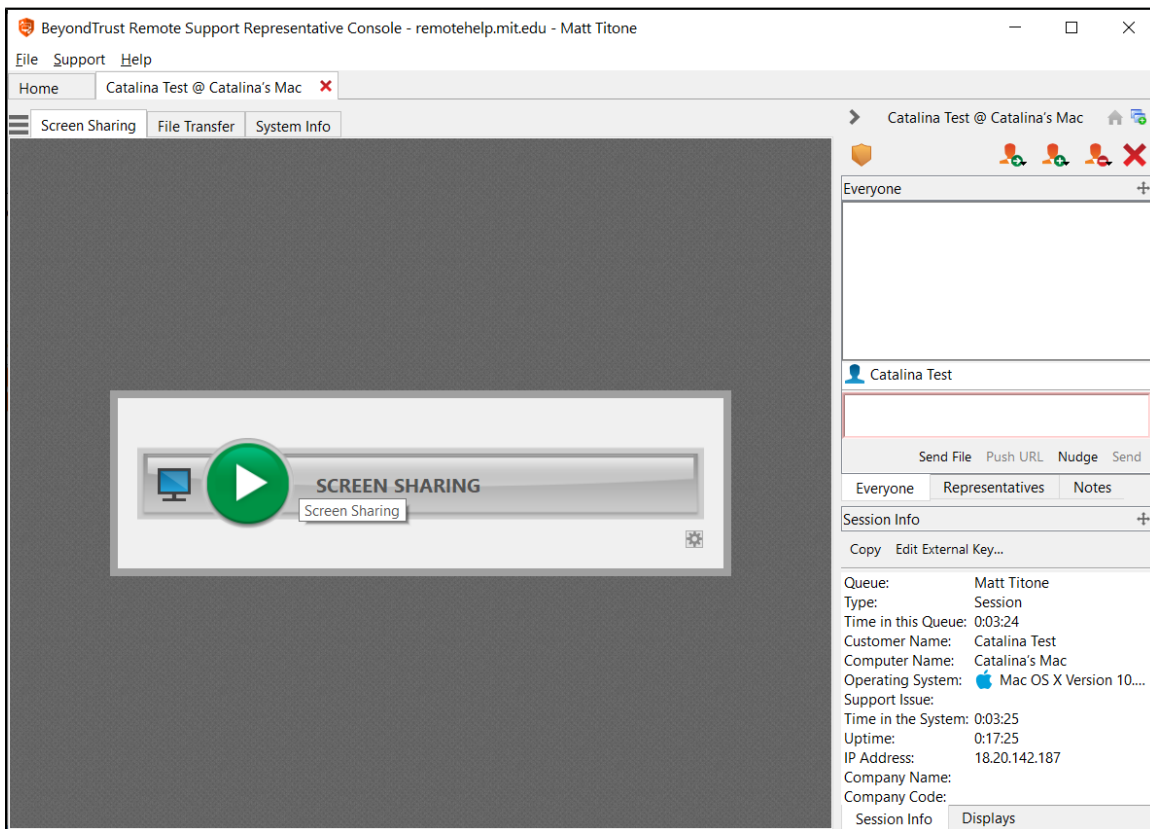 BeyondTrust Remote Support Representative Console - remotehelp.mit.edu - Matt Titone
File Support Help
Home Catalina Test @ Catalina's Mac
Screen Sharing File Transfer System Info
Catalina Test @ Catalina's Mac
Everyone
Catalina Test
SCREEN SHARING
Screen Sharing
Send File Push URL Nudge Send
Everyone Representatives Notes
Session Info
Copy Edit External Key...
Queue: Matt Titone
Type: Session
Time in this Queue: 0:03:24
Customer Name: Catalina Test
Computer Name: Catalina's Mac
Operating System: Mac OS X Version 10....
Support Issue:
Time in the System: 0:03:25
Uptime: 0:17:25
IP Address: 18.20.142.187
Company Name:
Company Code:
Session Info Displays